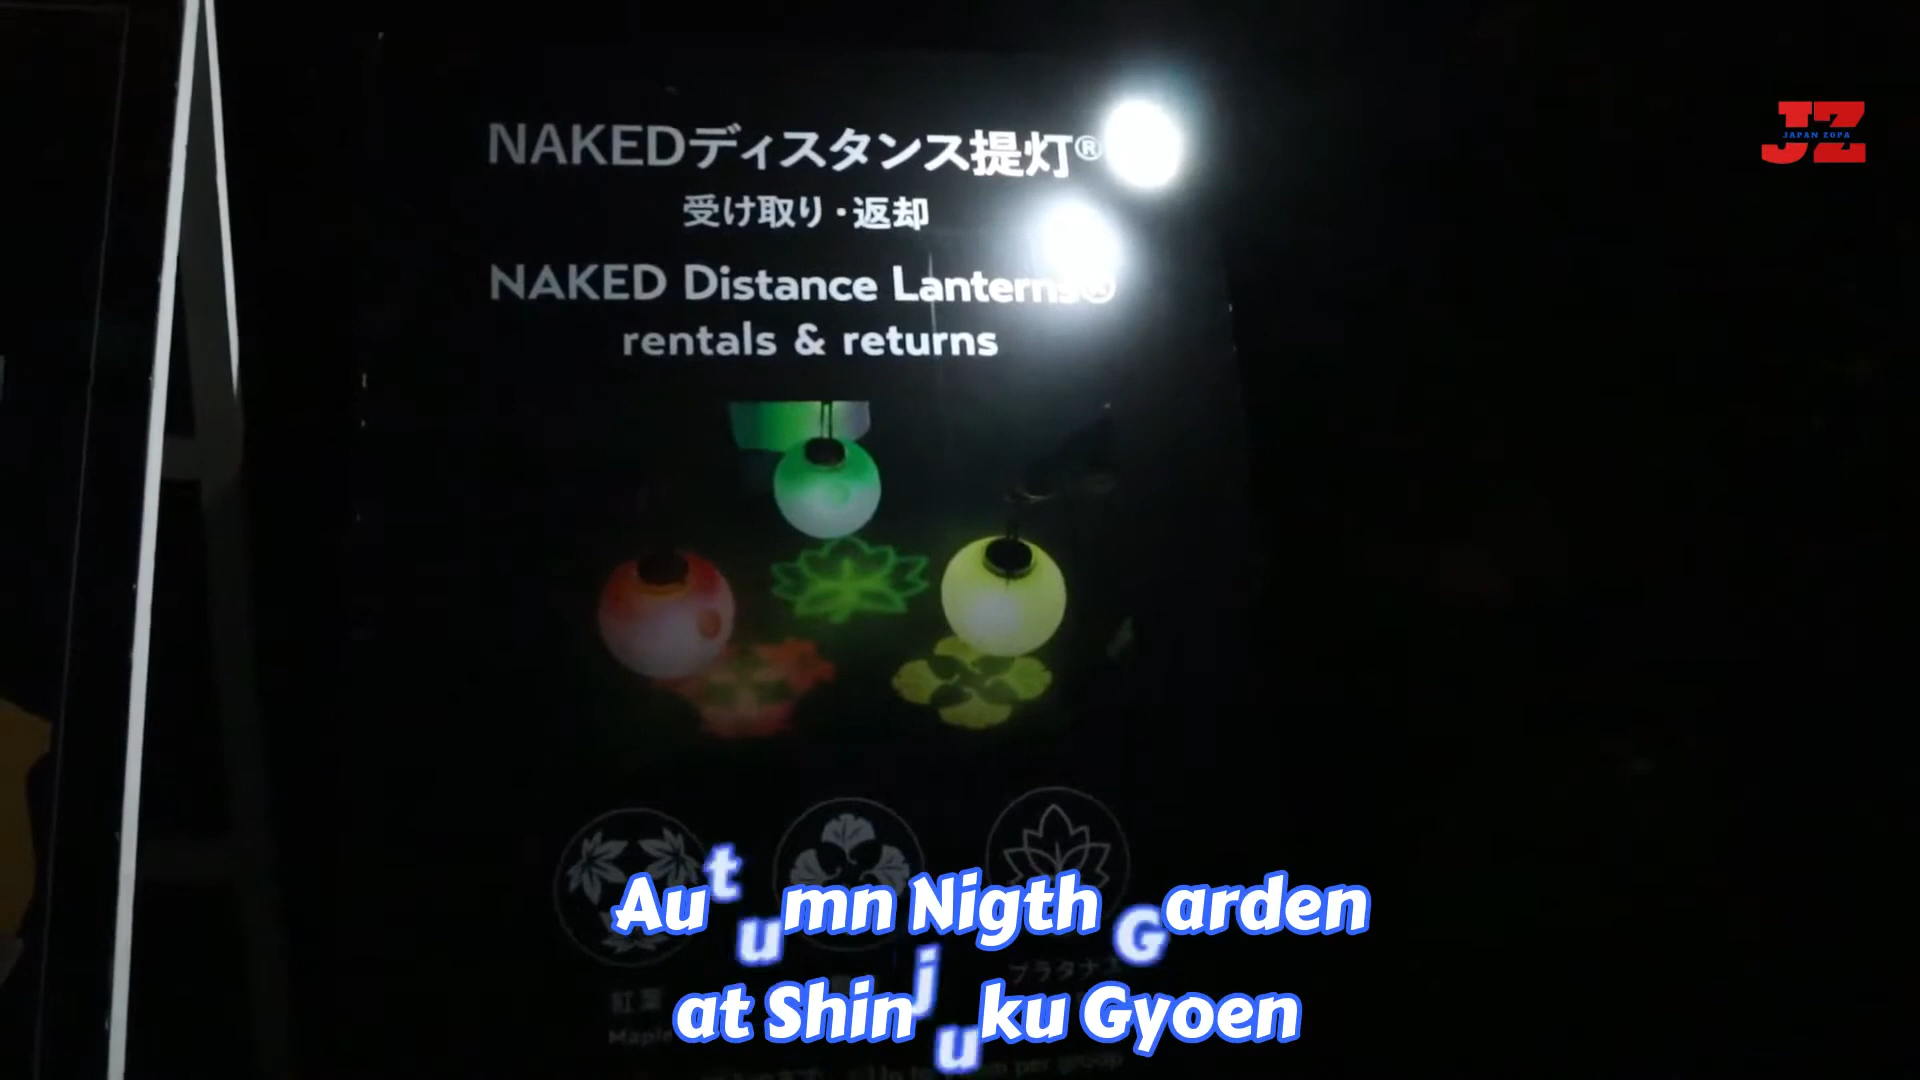 NAKEDディスタンス提灯®
受け取り・返却
NAKED Distance Lanterns®
rentals & returns
JZ
JAPAN ZOPA
プラタナス
紅葉
Maple
Autumn Nigth Garden
at Shinjuku Gyoen
per group